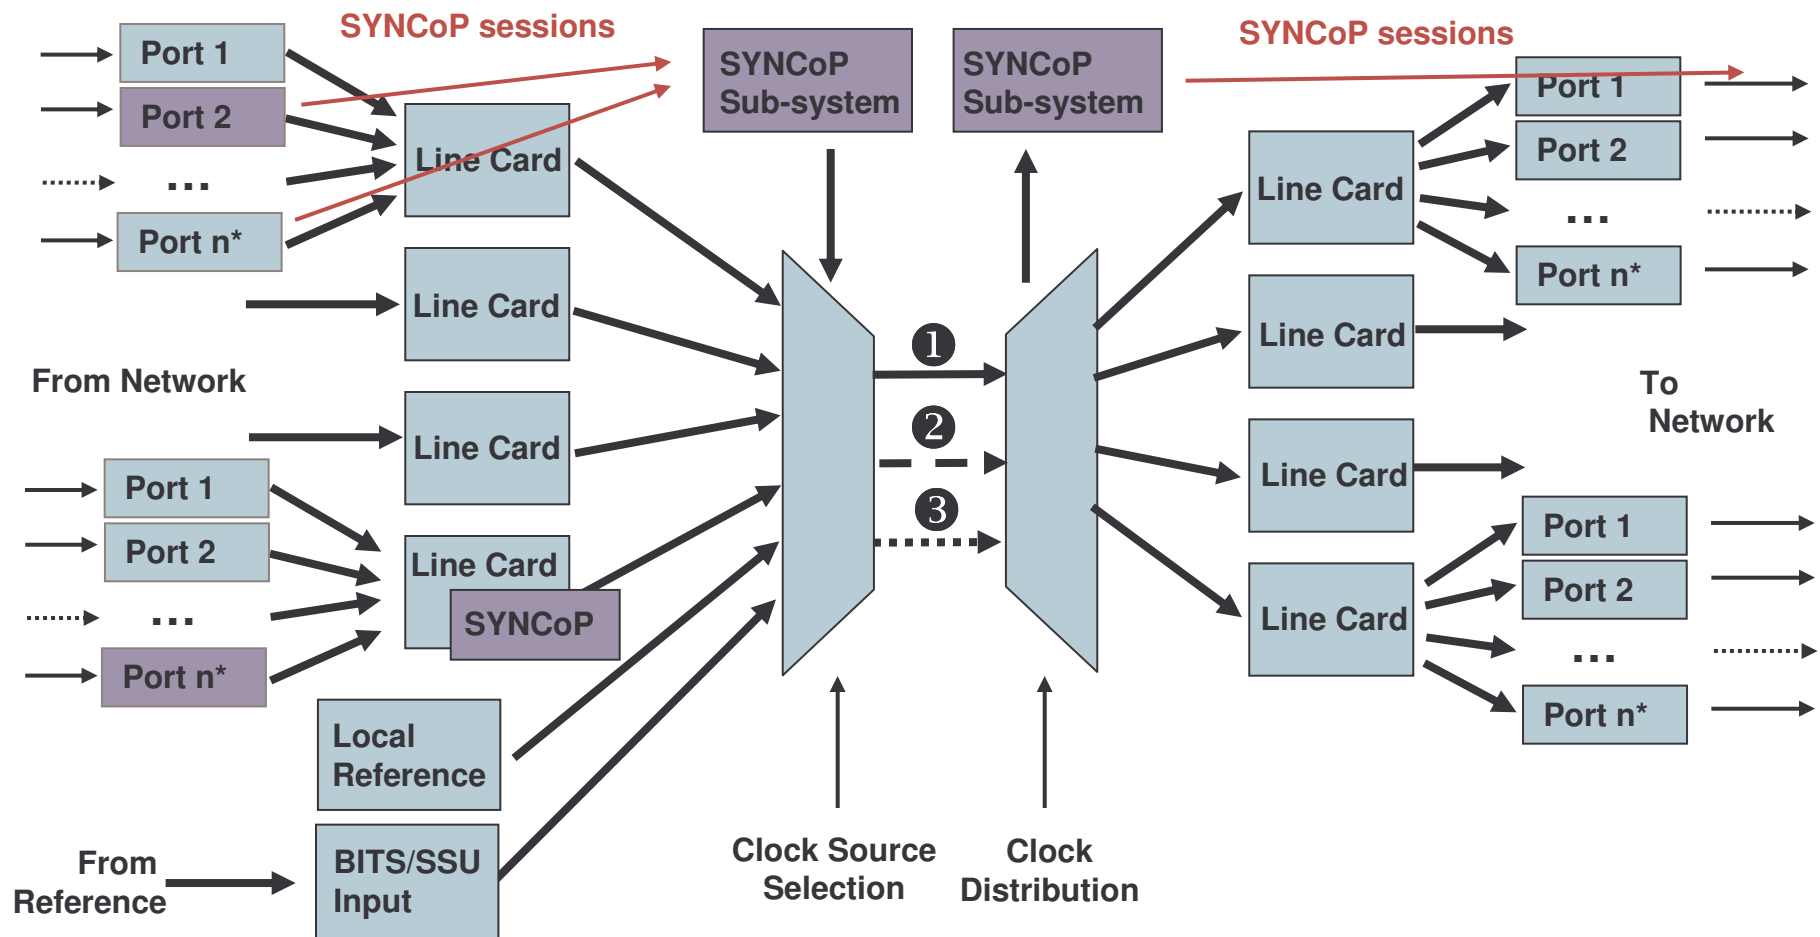 SYNCoP sessions
SYNCoP sessions
Port 1
Port 2
...
Port n*
Line Card
Line Card
Line Card
From Network
Port 1
Port 2
...
Port n*
Line Card
SYNCoP
Local
Reference
BITS/SSU
Input
From
Reference
SYNCoP
Sub-system
SYNCoP
Sub-system
1
2
3
Clock Source
Selection
Clock
Distribution
Line Card
Line Card
Line Card
Line Card
Port 1
Port 2
...
Port n*
To
Network
Port 1
Port 2
...
Port n*